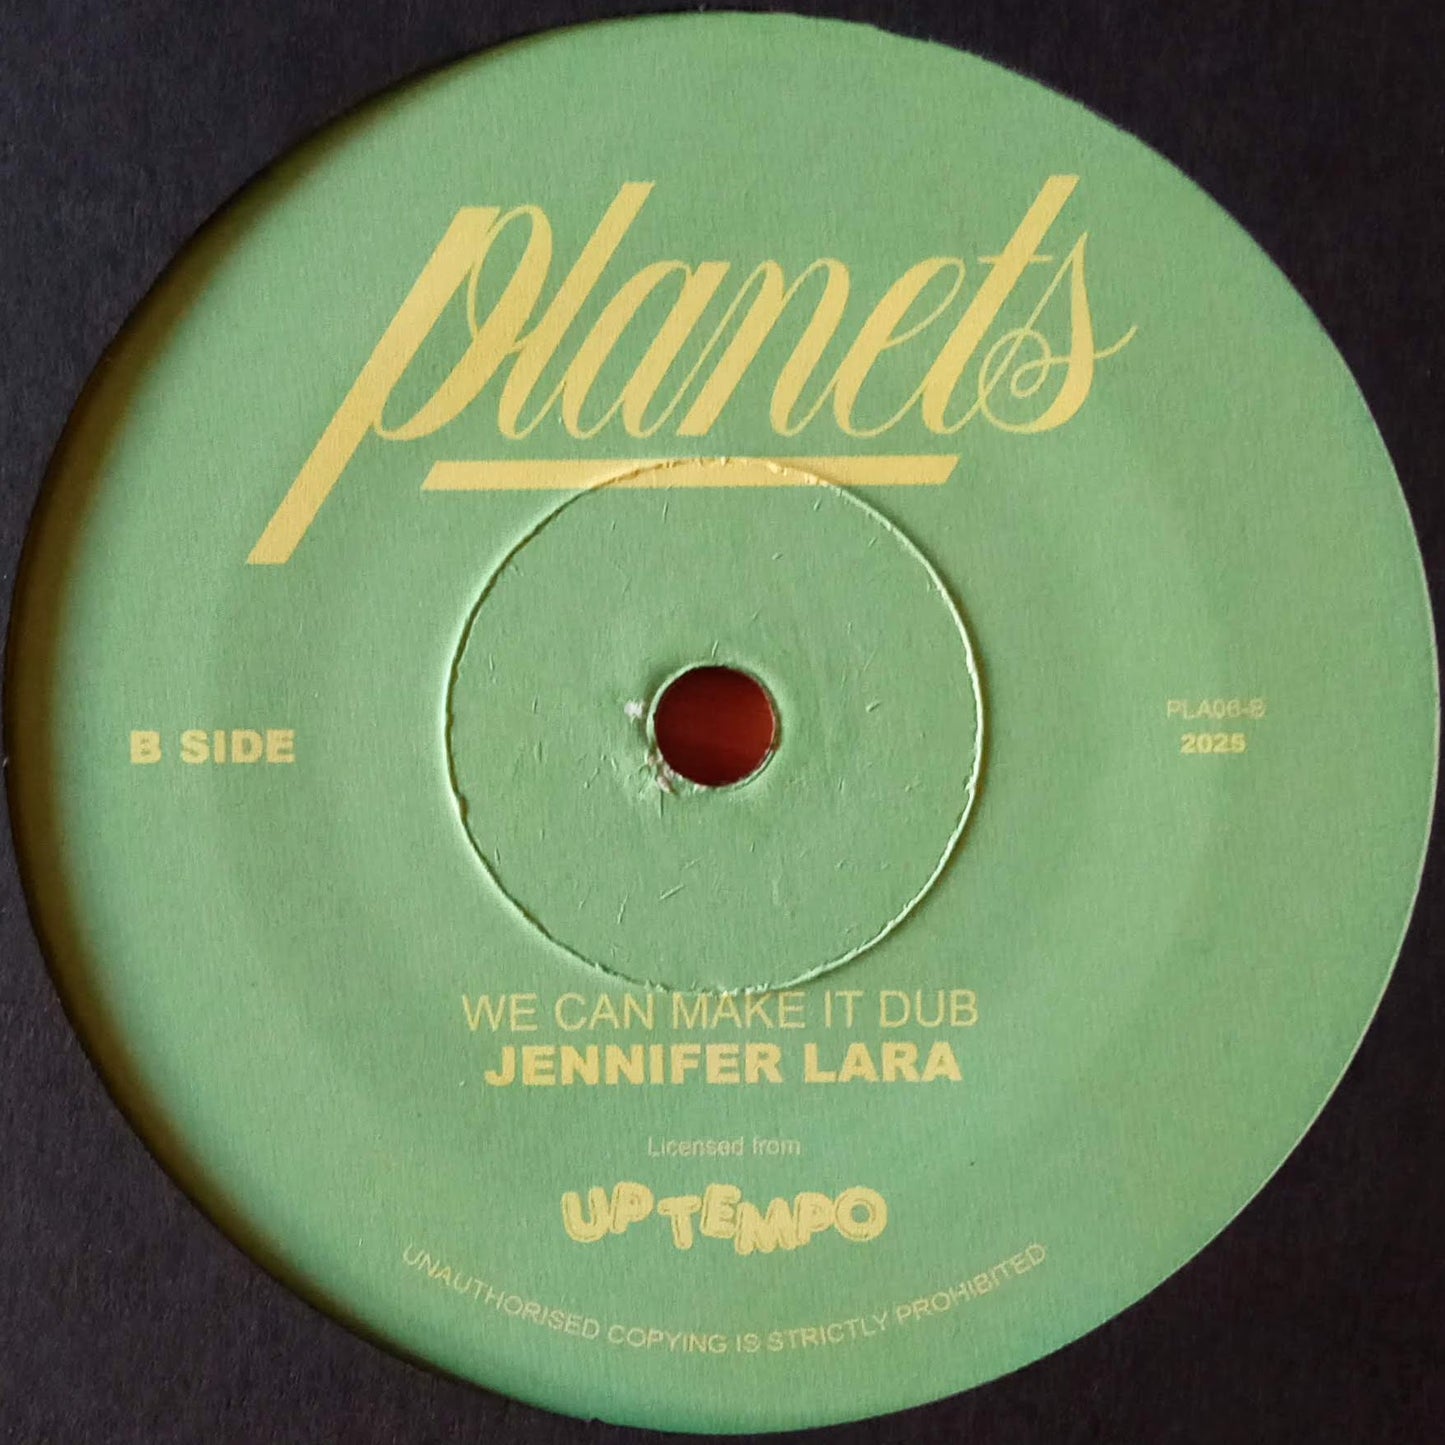 planets
B SIDE
PLA06-B
2025
WE CAN MAKE IT DUB
JENNIFER LARA
Licensed from
UP TEMPO
UNAUTHORISED COPYING IS STRICTLY PROHIBITED